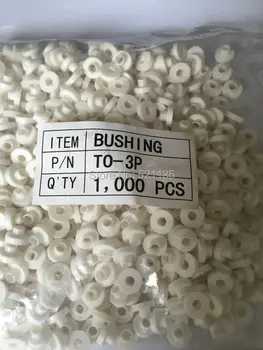 ITEM BUSHING
P/N TO-3P
Q'TY 1,000 PCS